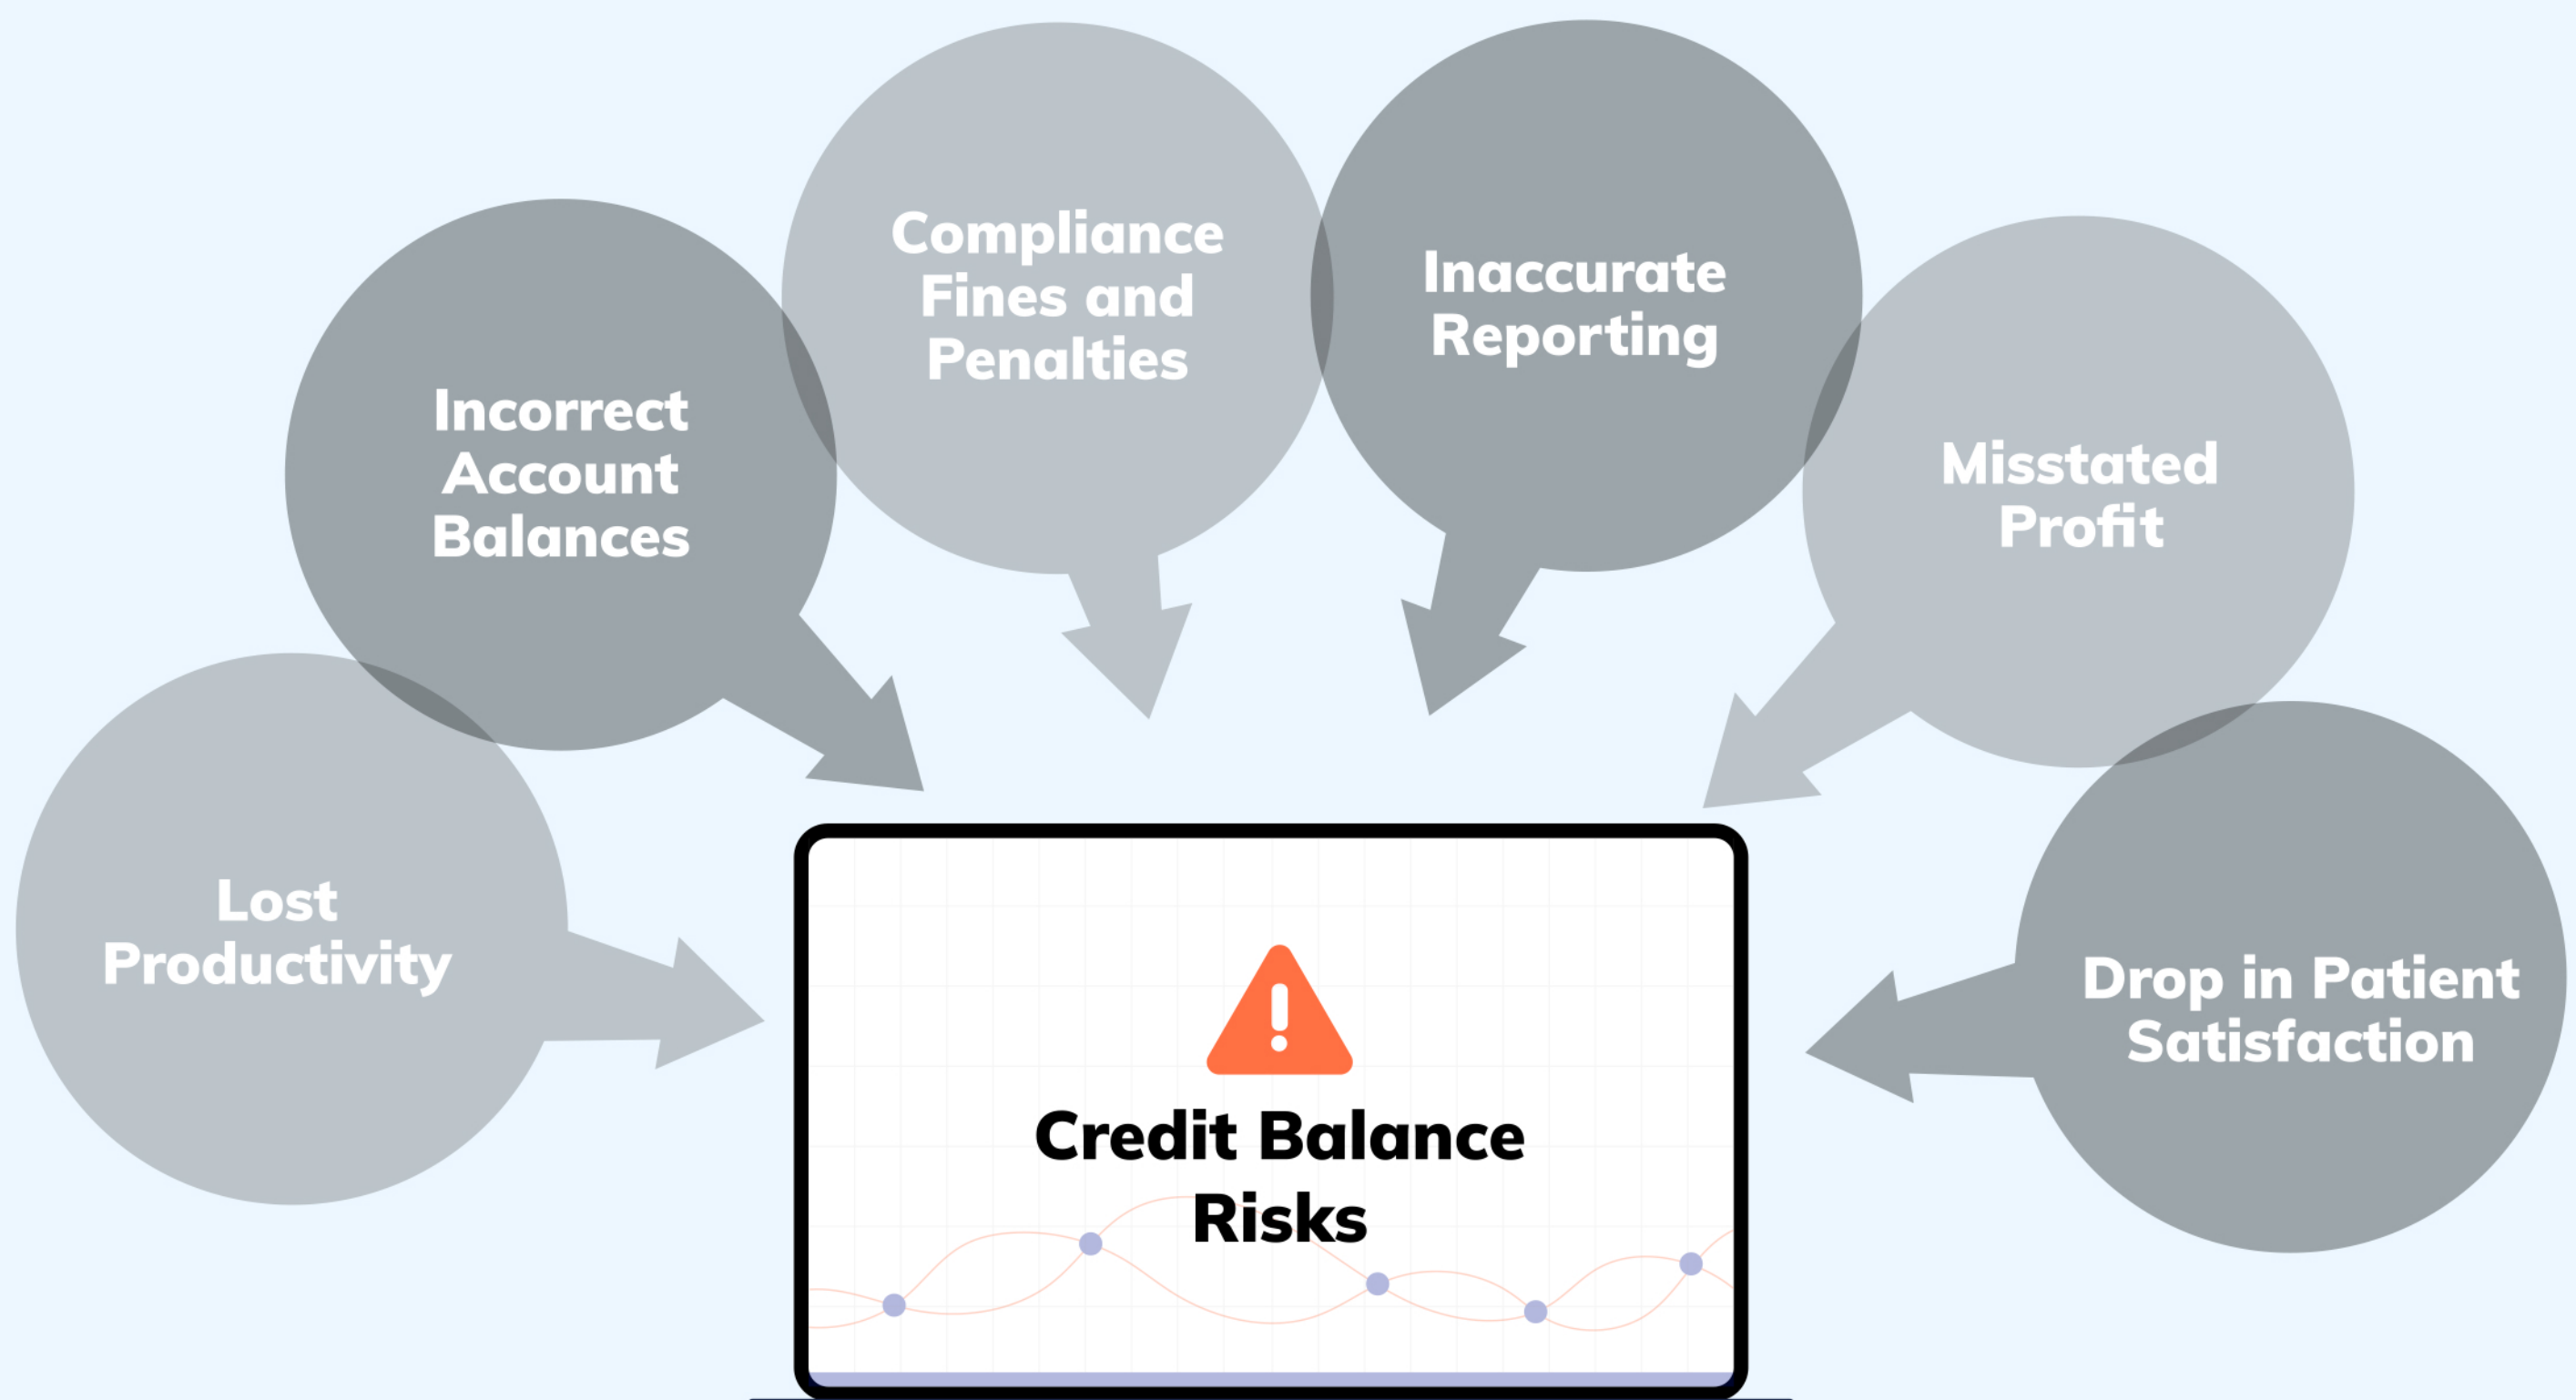 Compliance
Fines and
Penalties
Inaccurate
Reporting
Incorrect
Account
Balances
Misstated
Profit
Lost
Productivity
Drop in Patient
Satisfaction
Credit Balance
Risks